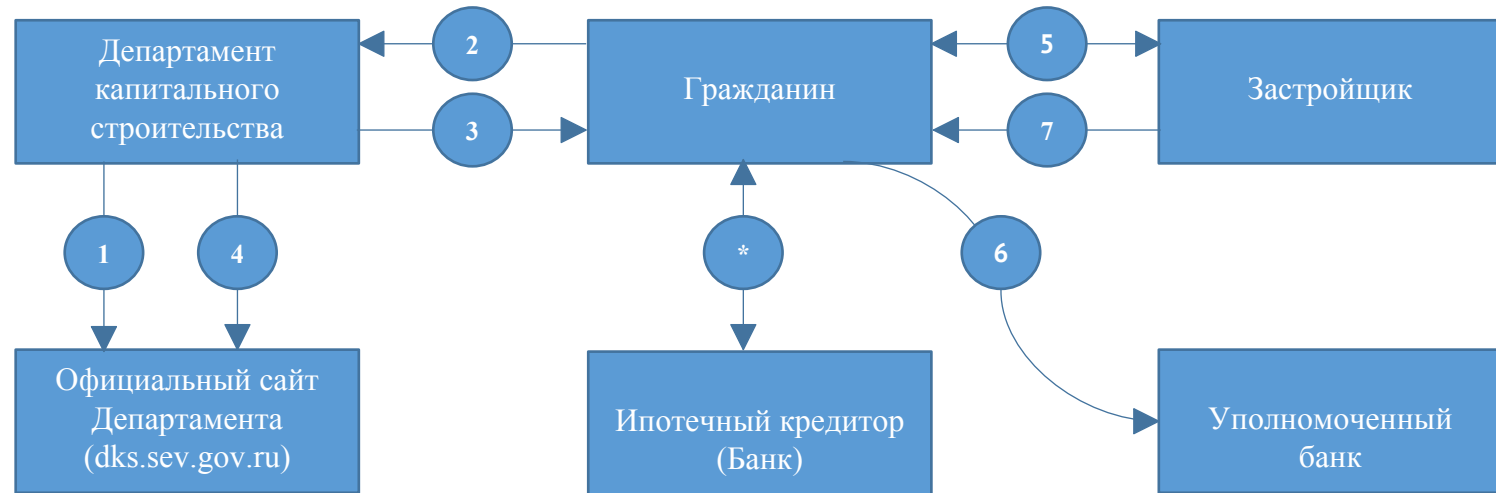 Департамент
капитального
строительства
2
3
Гражданин
5
7
Застройщик
1
4
*
6
Официальный сайт
Департамента
(dks.sev.gov.ru)
Ипотечный кредитор
(Банк)
Уполномоченный
банк